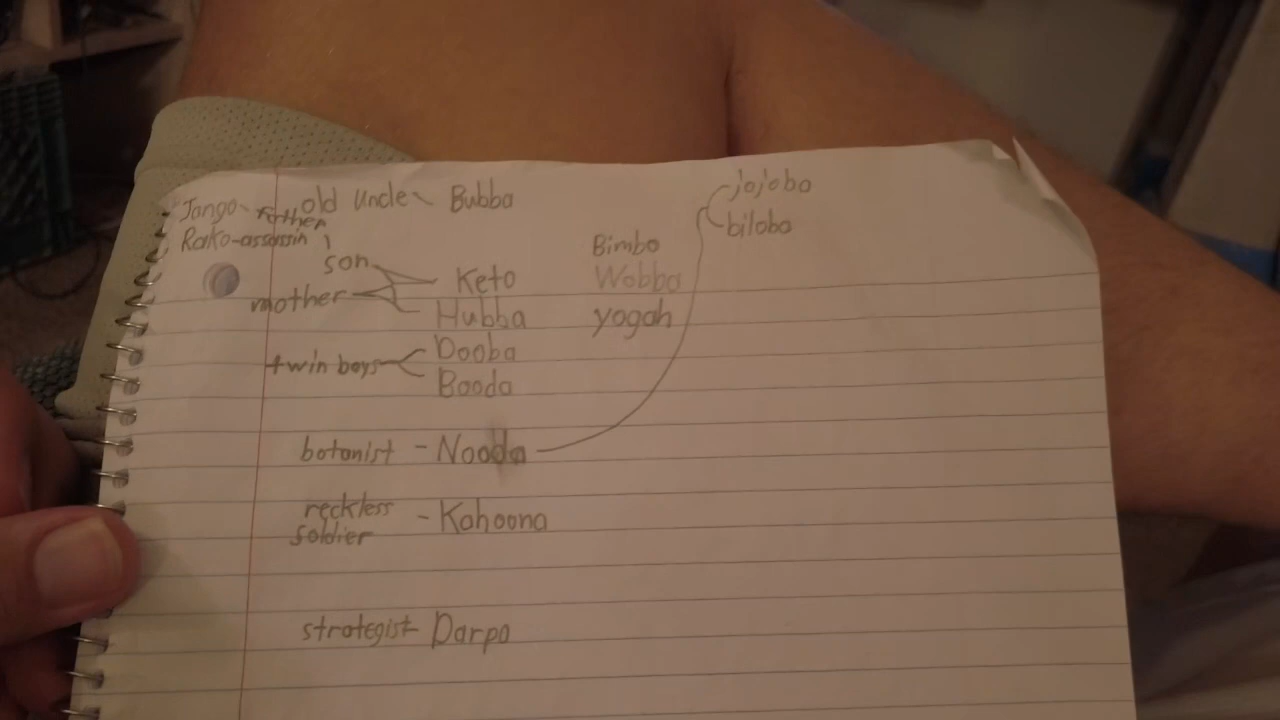 Jango - father
old Uncle - Bubba
Raiko-assassin
son
mother
Keto
Hubba
Bimbo
Wobba
yogah
jojoba
biloba
twin boys
Dooba
Booda
botanist - Nooda
reckless soldier - Kahoona
strategist - Darpa